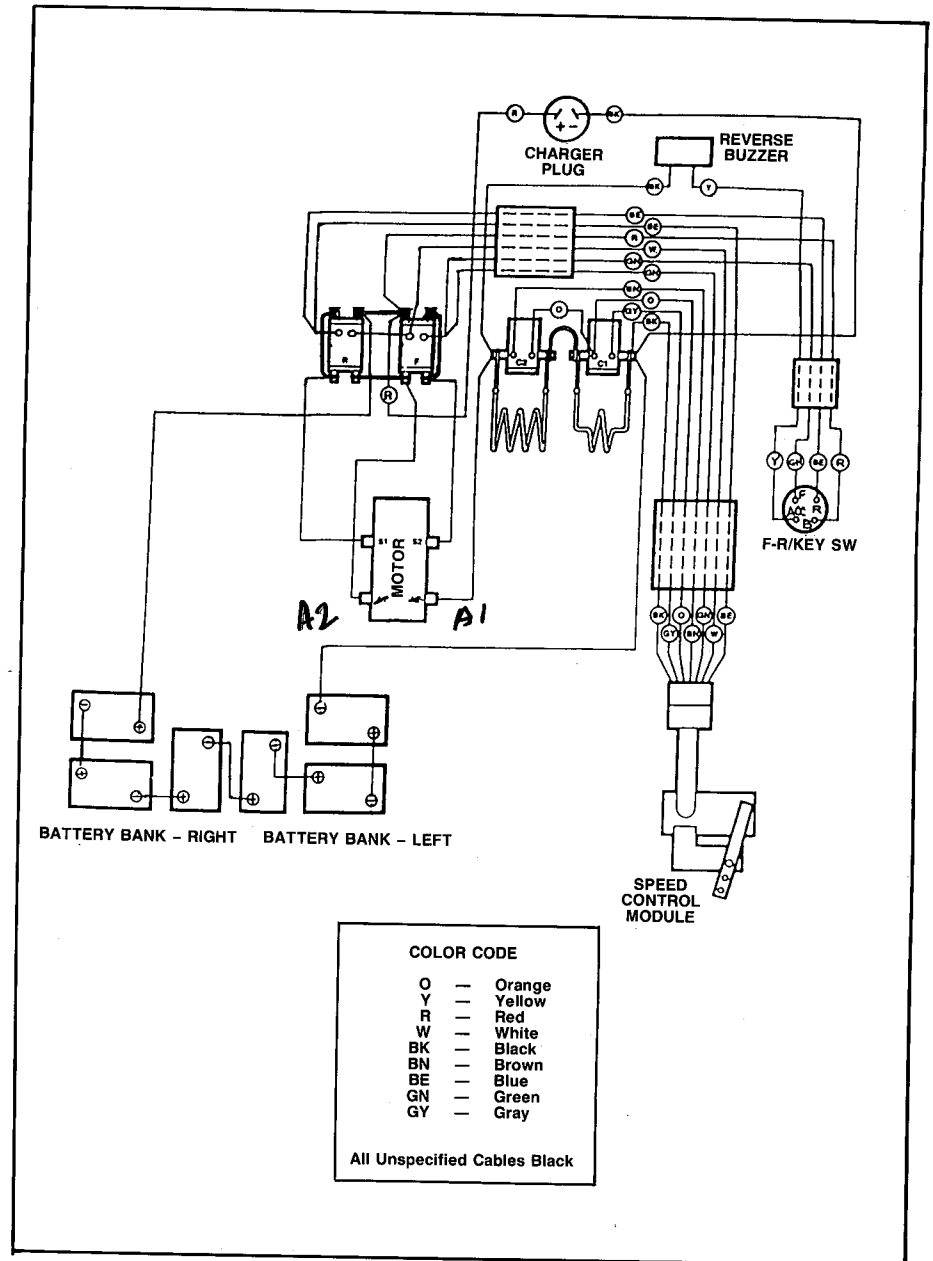 R
BK
+ -
CHARGER
PLUG
REVERSE
BUZZER
BK
Y
BE
BE
R
W
GN
GN
BN
O
O
GY
BK
R
F
C2
C1
R
Y
GN
BE
R
F
A
R
B
F-R/KEY SW
S1
S2
MOTOR
A2
A1
BK
O
GN
BE
GY
BN
W
-
+
+
-
-
+
-
+
-
+
+
-
BATTERY BANK – RIGHT
BATTERY BANK – LEFT
SPEED
CONTROL
MODULE
COLOR CODE
O — Orange
Y — Yellow
R — Red
W — White
BK — Black
BN — Brown
BE — Blue
GN — Green
GY — Gray
All Unspecified Cables Black